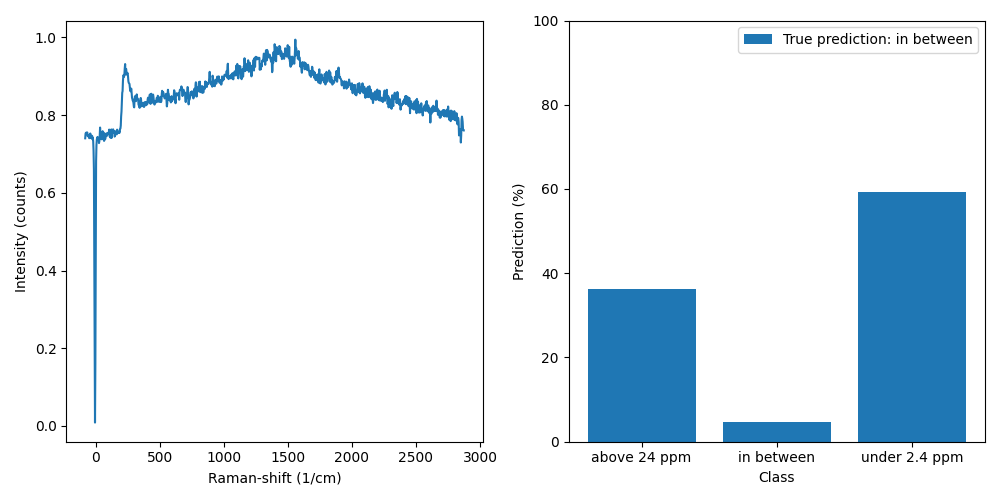 1.0
0.8
0.6
0.4
0.2
0.0
Intensity (counts)
0 500 1000 1500 2000 2500 3000
Raman-shift (1/cm)
100
80
60
40
20
0
Prediction (%)
True prediction: in between
above 24 ppm in between under 2.4 ppm
Class